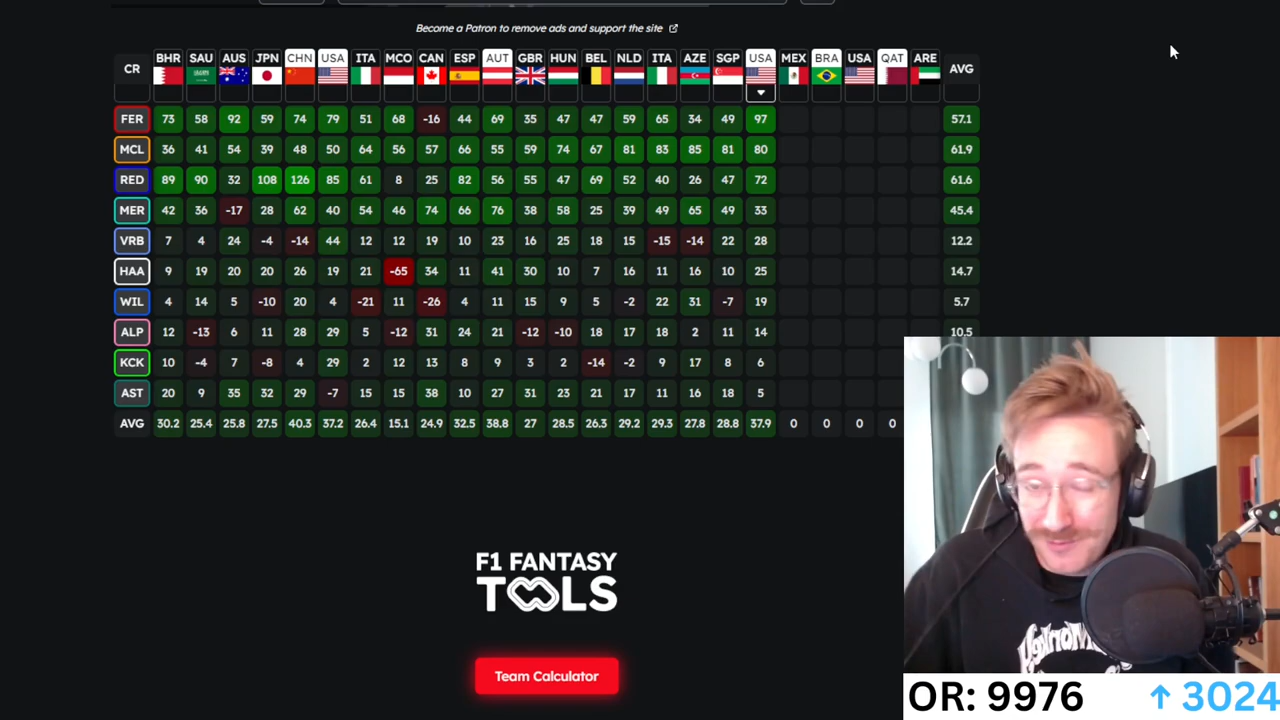 Become a Patron to remove ads and support the site
CR BHR SAU AUS JPN CHN USA ITA MCO CAN ESP AUT GBR HUN BEL NLD ITA AZE SGP USA MEX BRA USA QAT ARE AVG
FER 73 58 92 59 74 79 51 68 -16 44 69 35 47 47 59 65 34 49 97 57.1
MCL 36 41 54 39 48 50 64 56 57 66 55 59 74 67 81 83 85 81 80 61.9
RED 89 90 32 108 126 85 61 8 25 82 56 55 47 69 52 40 26 47 72 61.6
MER 42 36 -17 28 62 40 54 46 74 66 76 38 58 25 39 49 65 49 33 45.4
VRB 7 4 24 -4 -14 44 12 12 19 10 23 16 25 18 15 -15 -14 22 28 12.2
HAA 9 19 20 20 26 19 21 -65 34 11 41 30 10 7 16 11 16 10 25 14.7
WIL 4 14 5 -10 20 4 -21 11 -26 4 11 15 9 5 -2 22 31 -7 19 5.7
ALP 12 -13 6 11 28 29 5 -12 31 24 21 -12 -10 18 17 18 2 11 14 10.5
KCK 10 -4 7 -8 4 29 2 12 13 8 9 3 2 -14 -2 9 17 8 6
AST 20 9 35 32 29 -7 15 15 38 10 27 31 23 21 17 11 16 18 5
AVG 30.2 25.4 25.8 27.5 40.3 37.2 26.4 15.1 24.9 32.5 38.8 27 28.5 26.3 29.2 29.3 27.8 28.8 37.9 0 0 0 0
F1 FANTASY
TOOLS
Team Calculator
OR: 9976 ↑ 3024